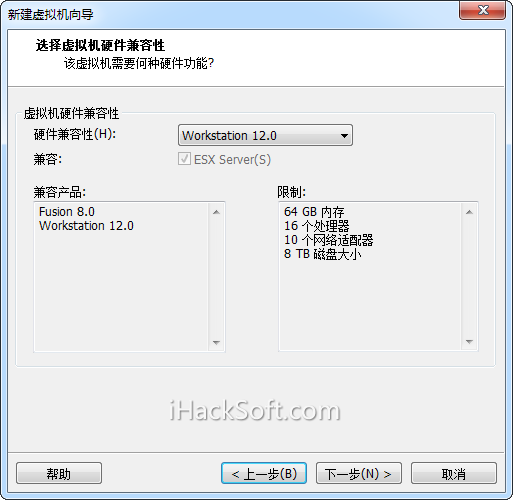 新建虚拟机向导
选择虚拟机硬件兼容性
该虚拟机需要何种硬件功能?
虚拟机硬件兼容性
硬件兼容性(H): Workstation 12.0
兼容: ESX Server(S)
兼容产品: 限制:
Fusion 8.0
Workstation 12.0
64 GB 内存
16 个处理器
10 个网络适配器
8 TB 磁盘大小
iHackSoft.com
帮助 < 上一步(B) 下一步(N) > 取消